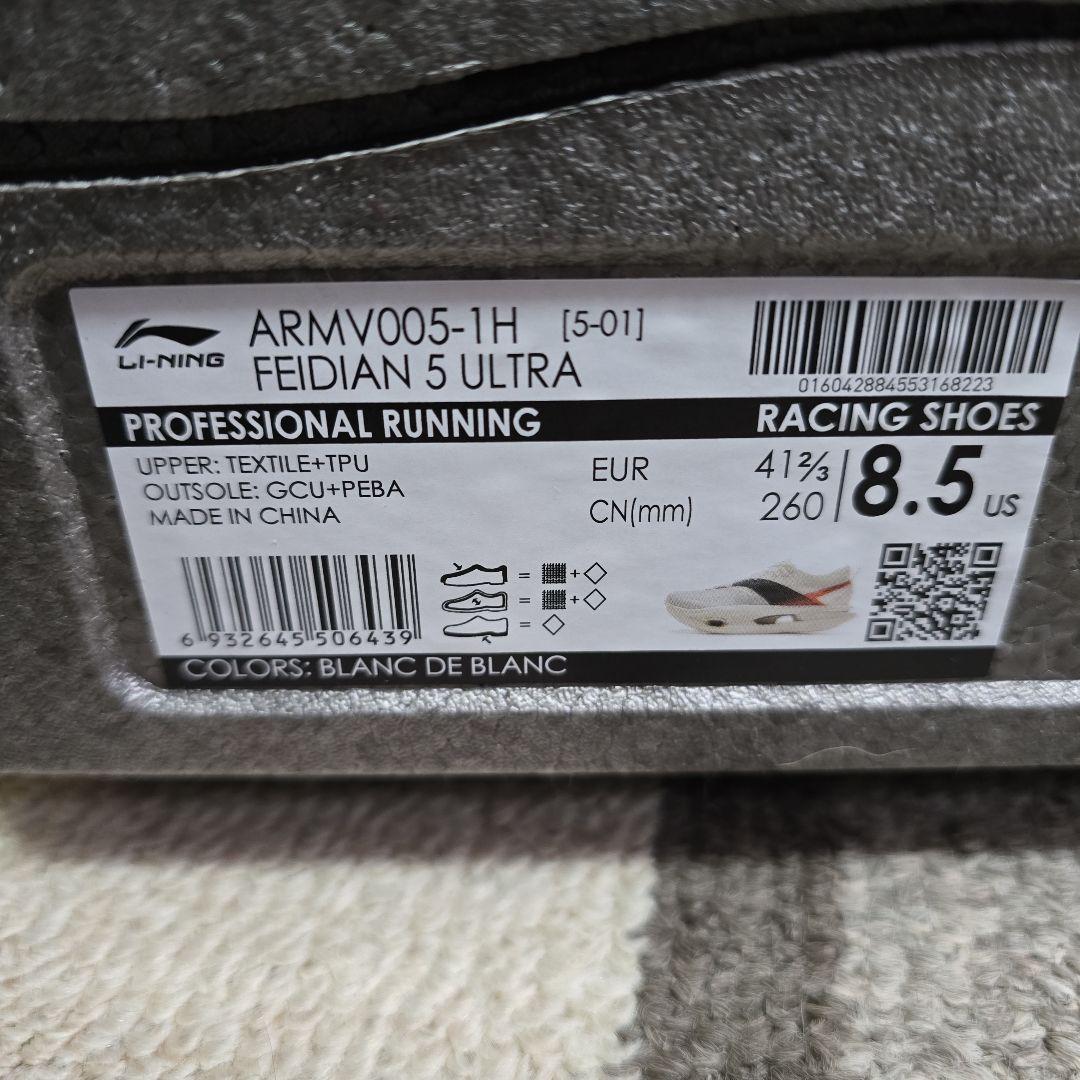 LI-NING
ARMV005-1H [5-01]
FEIDIAN 5 ULTRA
016042884553168223
PROFESSIONAL RUNNING
RACING SHOES
UPPER: TEXTILE+TPU
OUTSOLE: GCU+PEBA
MADE IN CHINA
EUR 41⅔
CN(mm) 260
8.5 US
= +
= +
=
6 932645 506439
COLORS: BLANC DE BLANC